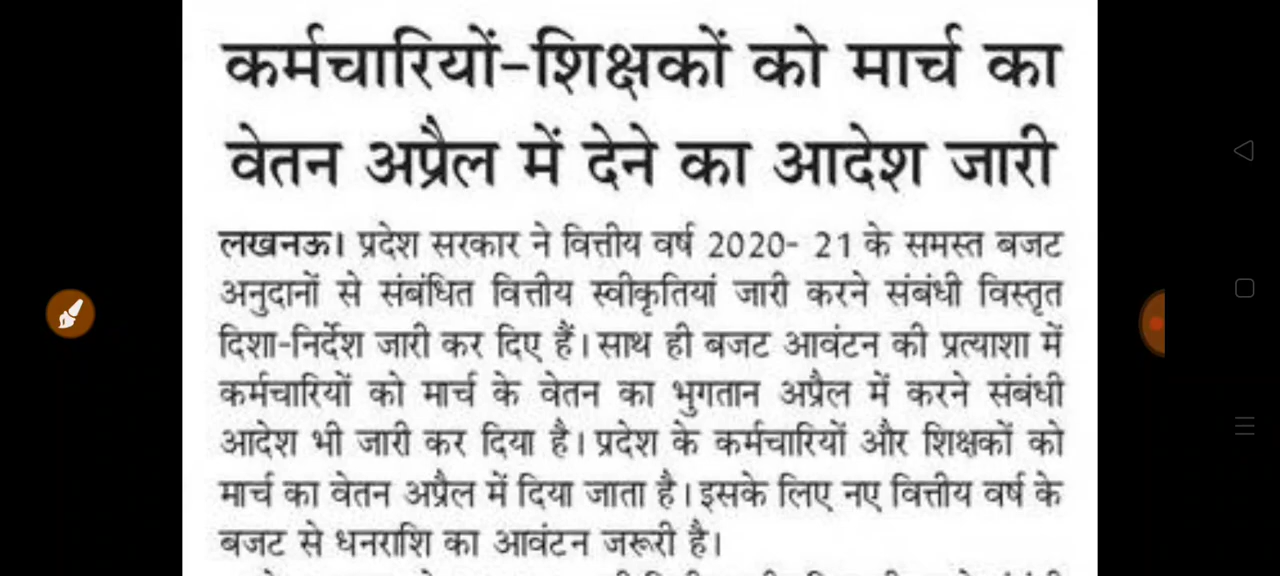 कर्मचारियों-शिक्षकों को मार्च का
वेतन अप्रैल में देने का आदेश जारी
लखनऊ। प्रदेश सरकार ने वित्तीय वर्ष 2020- 21 के समस्त बजट
अनुदानों से संबंधित वित्तीय स्वीकृतियां जारी करने संबंधी विस्तृत
दिशा-निर्देश जारी कर दिए हैं। साथ ही बजट आवंटन की प्रत्याशा में
कर्मचारियों को मार्च के वेतन का भुगतान अप्रैल में करने संबंधी
आदेश भी जारी कर दिया है। प्रदेश के कर्मचारियों और शिक्षकों को
मार्च का वेतन अप्रैल में दिया जाता है। इसके लिए नए वित्तीय वर्ष के
बजट से धनराशि का आवंटन जरूरी है।